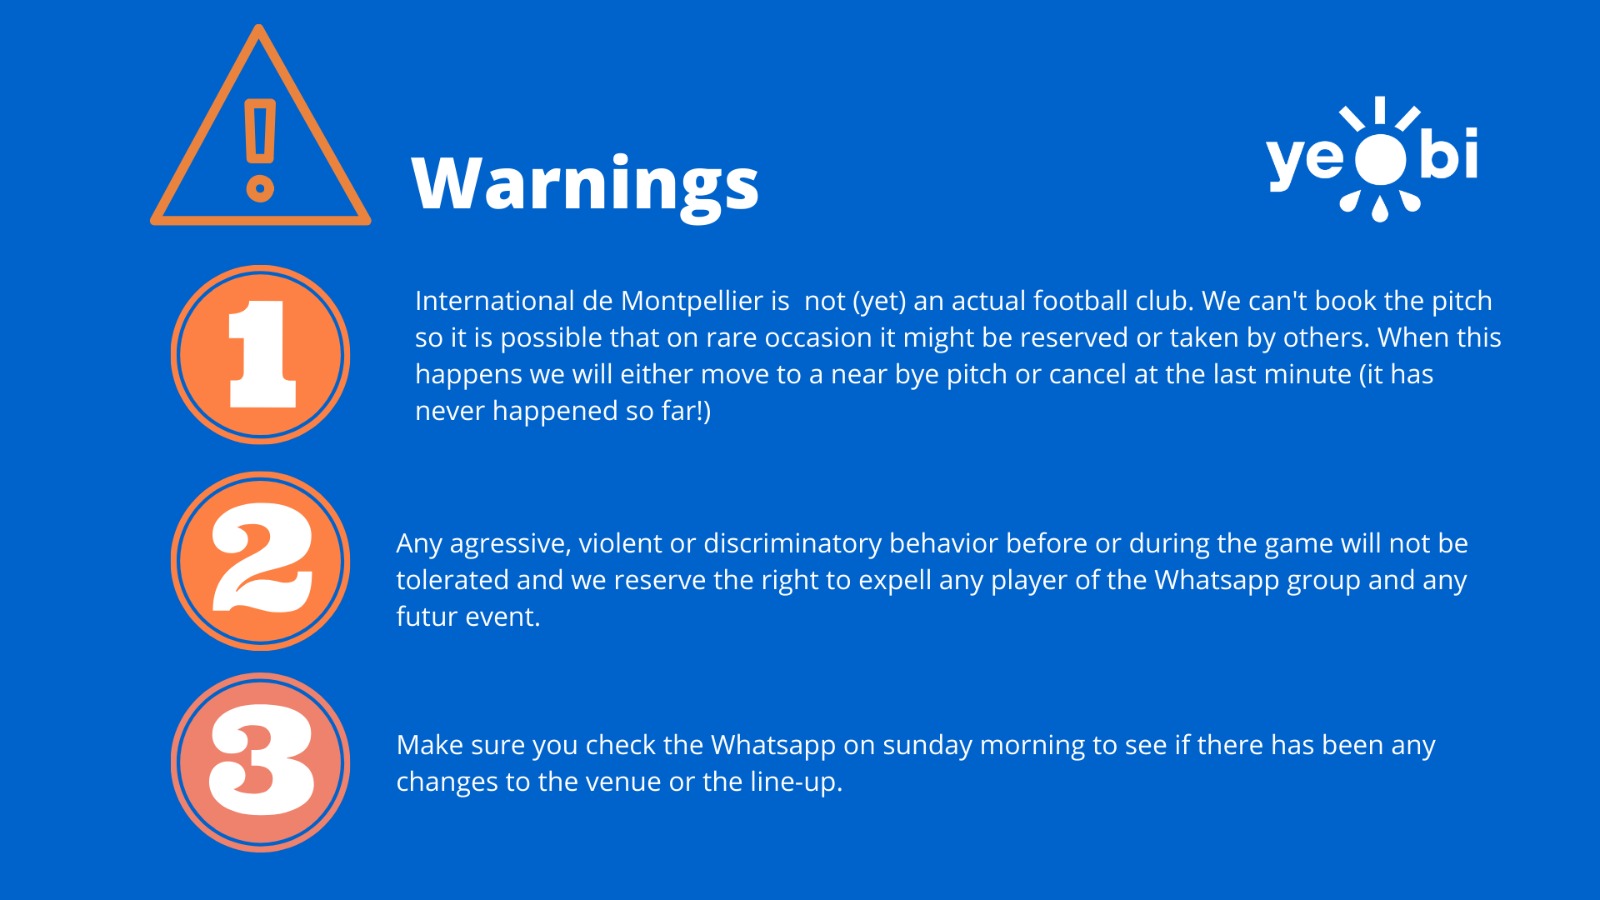 Warnings
yeobi
1
International de Montpellier is  not (yet) an actual football club. We can't book the pitch
so it is possible that on rare occasion it might be reserved or taken by others. When this
happens we will either move to a near bye pitch or cancel at the last minute (it has
never happened so far!)
2
Any agressive, violent or discriminatory behavior before or during the game will not be
tolerated and we reserve the right to expell any player of the Whatsapp group and any
futur event.
3
Make sure you check the Whatsapp on sunday morning to see if there has been any
changes to the venue or the line-up.